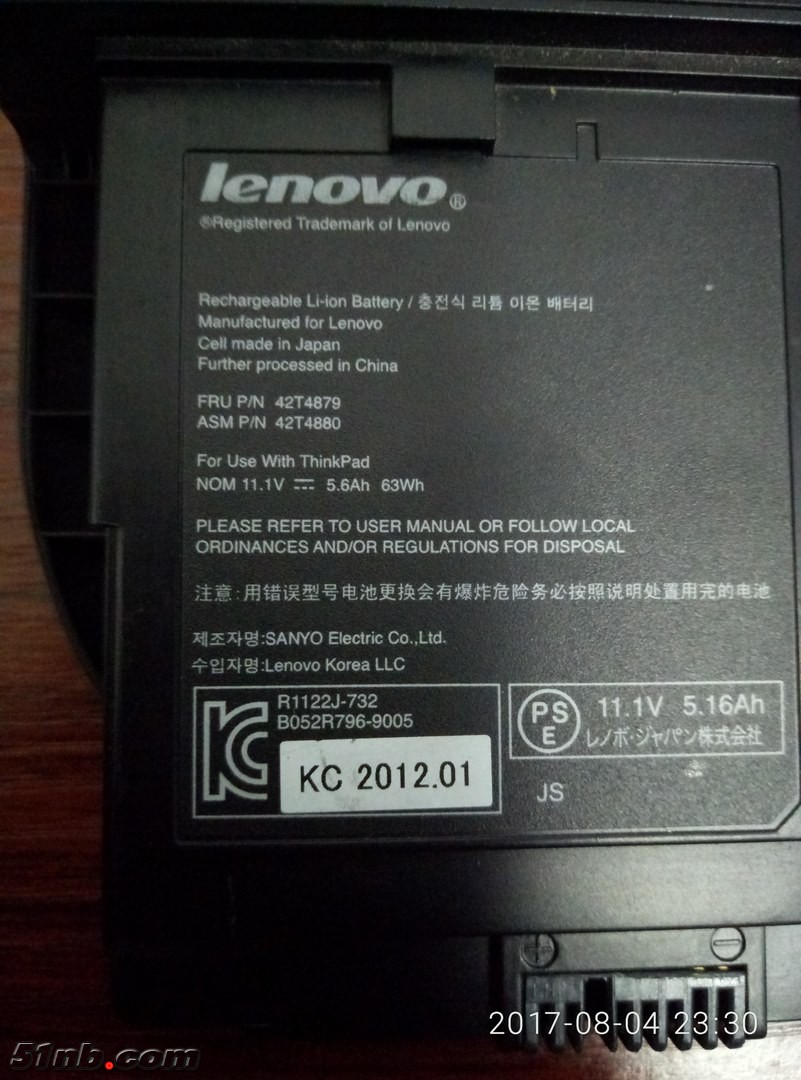 lenovo®
®Registered Trademark of Lenovo
Rechargeable Li-ion Battery / 충전식 리튬 이온 배터리
Manufactured for Lenovo
Cell made in Japan
Further processed in China
FRU P/N 42T4879
ASM P/N 42T4880
For Use With ThinkPad
NOM 11.1V ⎓ 5.6Ah 63Wh
PLEASE REFER TO USER MANUAL OR FOLLOW LOCAL
ORDINANCES AND/OR REGULATIONS FOR DISPOSAL
注意:用错误型号电池更换会有爆炸危险务必按照说明处置用完的电池
제조자명:SANYO Electric Co.,Ltd.
수입자명:Lenovo Korea LLC
KC
R1122J-732
B052R796-9005
KC 2012.01
PS
E
11.1V 5.16Ah
レノボ・ジャパン株式会社
JS
+ −
2017-08-04 23:30
51nb.com